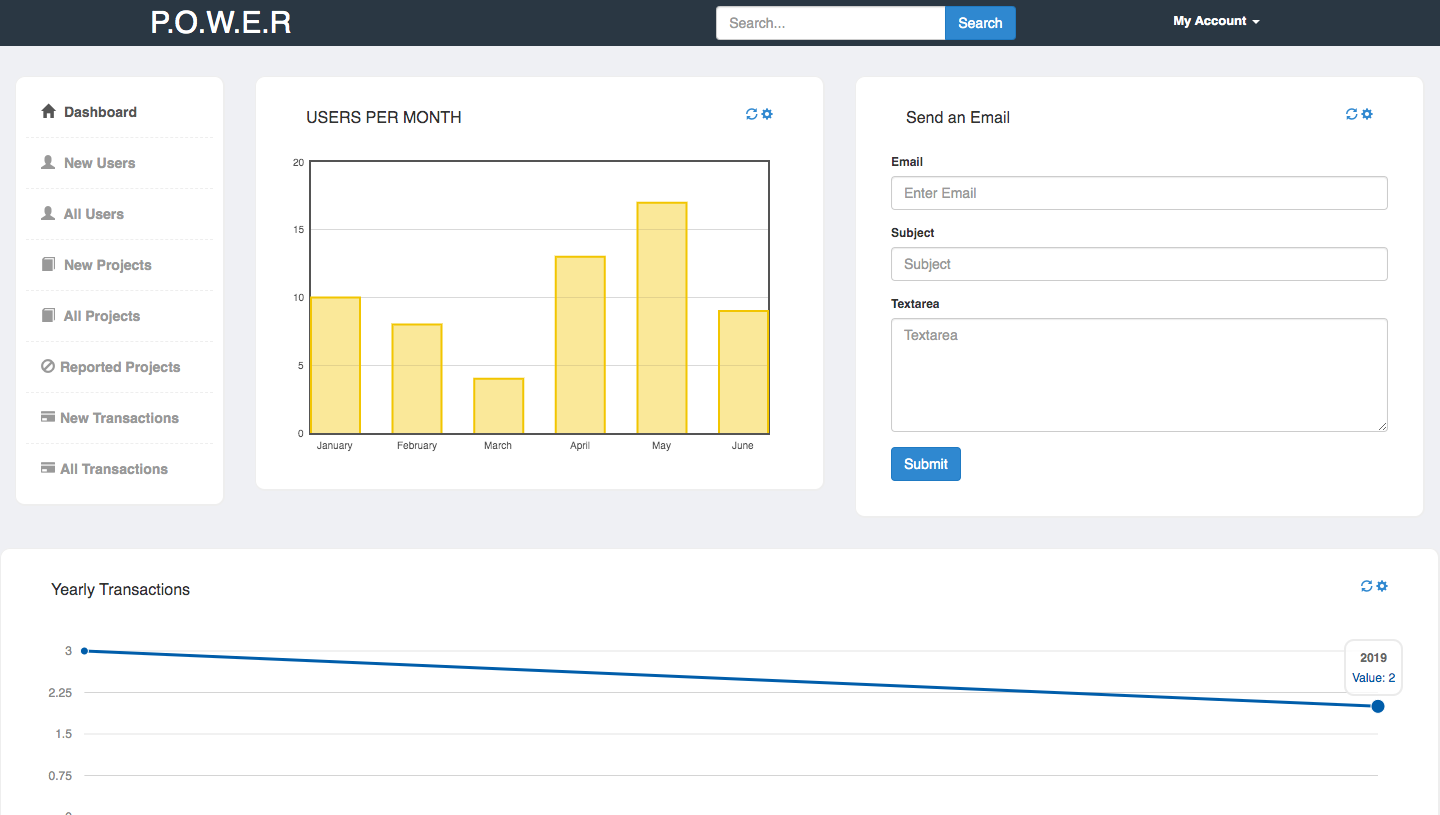 P.O.W.E.R
Search...
Search
My Account
Dashboard
New Users
All Users
New Projects
All Projects
Reported Projects
New Transactions
All Transactions
USERS PER MONTH
20
15
10
5
0
January February March April May June
Send an Email
Email
Enter Email
Subject
Subject
Textarea
Textarea
Submit
Yearly Transactions
3
2.25
1.5
0.75
2019
Value: 2